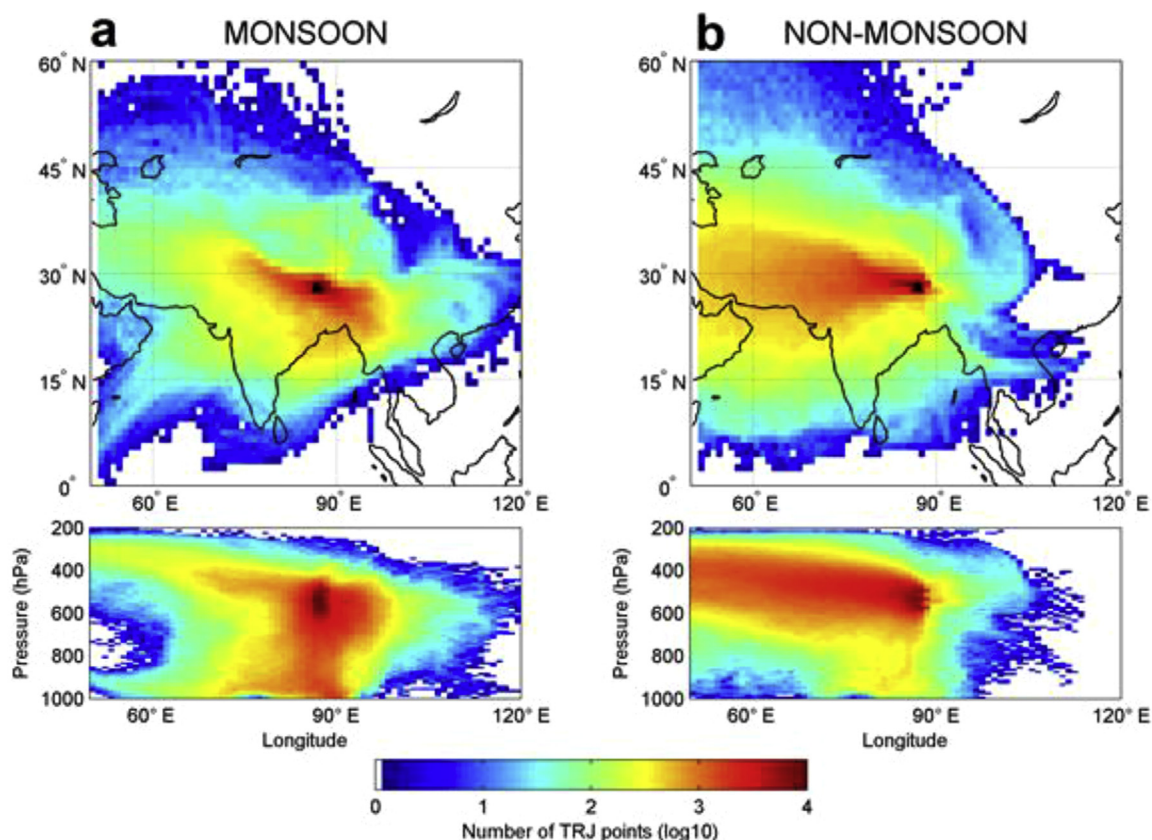 a MONSOON
b NON-MONSOON
60° N
45° N
30° N
15° N
0°
60° E 90° E 120° E
60° N
45° N
30° N
15° N
0°
60° E 90° E 120° E
Pressure (hPa)
200
400
600
800
1000
60° E 90° E 120° E
Longitude
Pressure (hPa)
200
400
600
800
1000
60° E 90° E 120° E
Longitude
0 1 2 3 4
Number of TRJ points (log10)